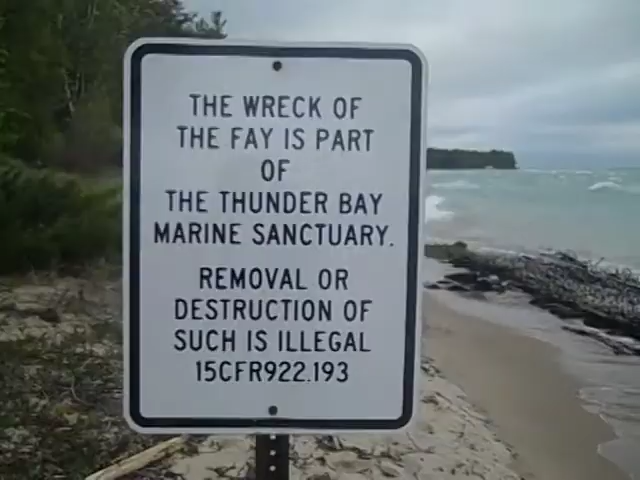 THE WRECK OF
THE FAY IS PART
OF
THE THUNDER BAY
MARINE SANCTUARY.
REMOVAL OR
DESTRUCTION OF
SUCH IS ILLEGAL
15CFR922.193